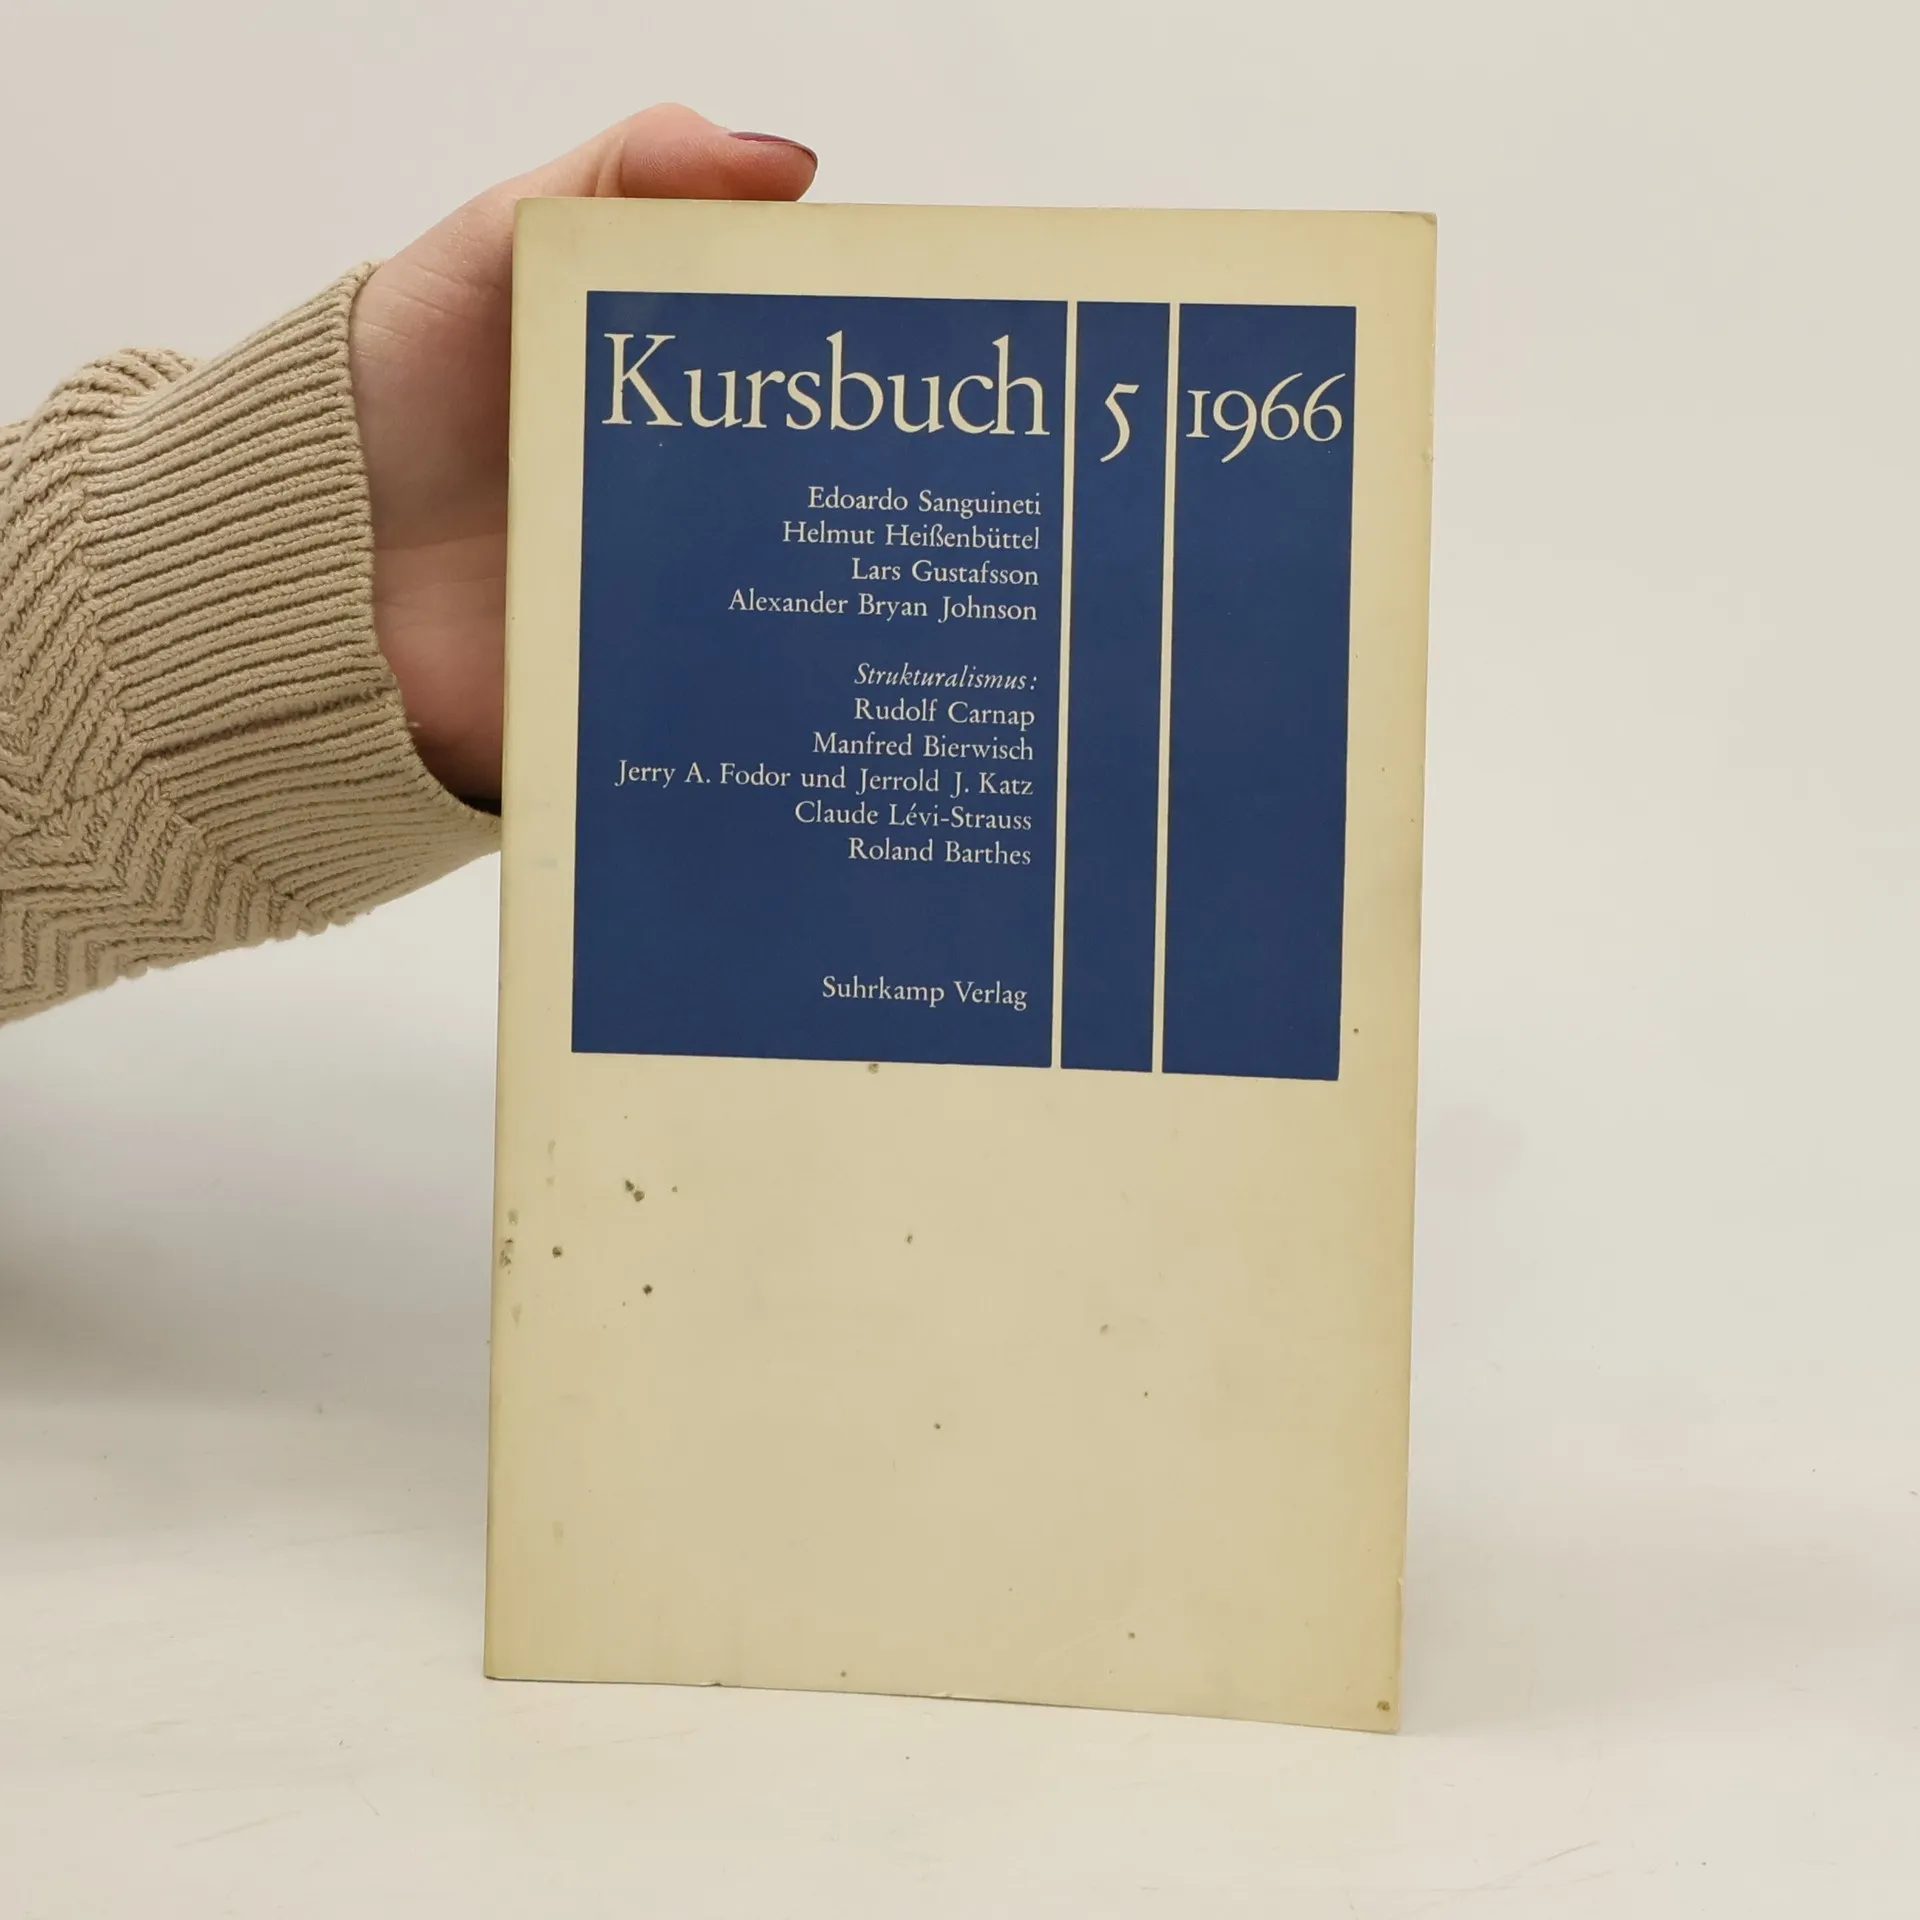 Kursbuch 5 1966
Edoardo Sanguineti
Helmut Heißenbüttel
Lars Gustafsson
Alexander Bryan Johnson
Strukturalismus:
Rudolf Carnap
Manfred Bierwisch
Jerry A. Fodor und Jerrold J. Katz
Claude Lévi-Strauss
Roland Barthes
Suhrkamp Verlag